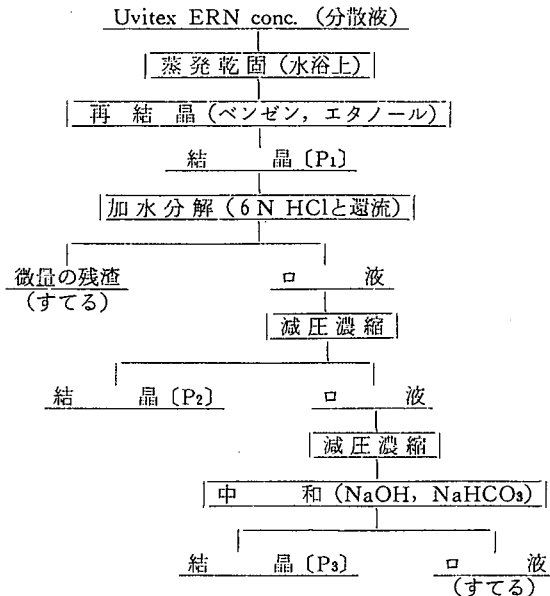 Uvitex ERN conc. (分散液)
蒸発乾固(水浴上)
再結晶(ベンゼン, エタノール)
結晶〔P₁〕
加水分解(6N HClと還流)
微量の残渣 ロ液
(すてる)
減圧濃縮
結晶〔P₂〕 ロ液
減圧濃縮
中和(NaOH, NaHCO₃)
結晶〔P₃〕 ロ液
(すてる)